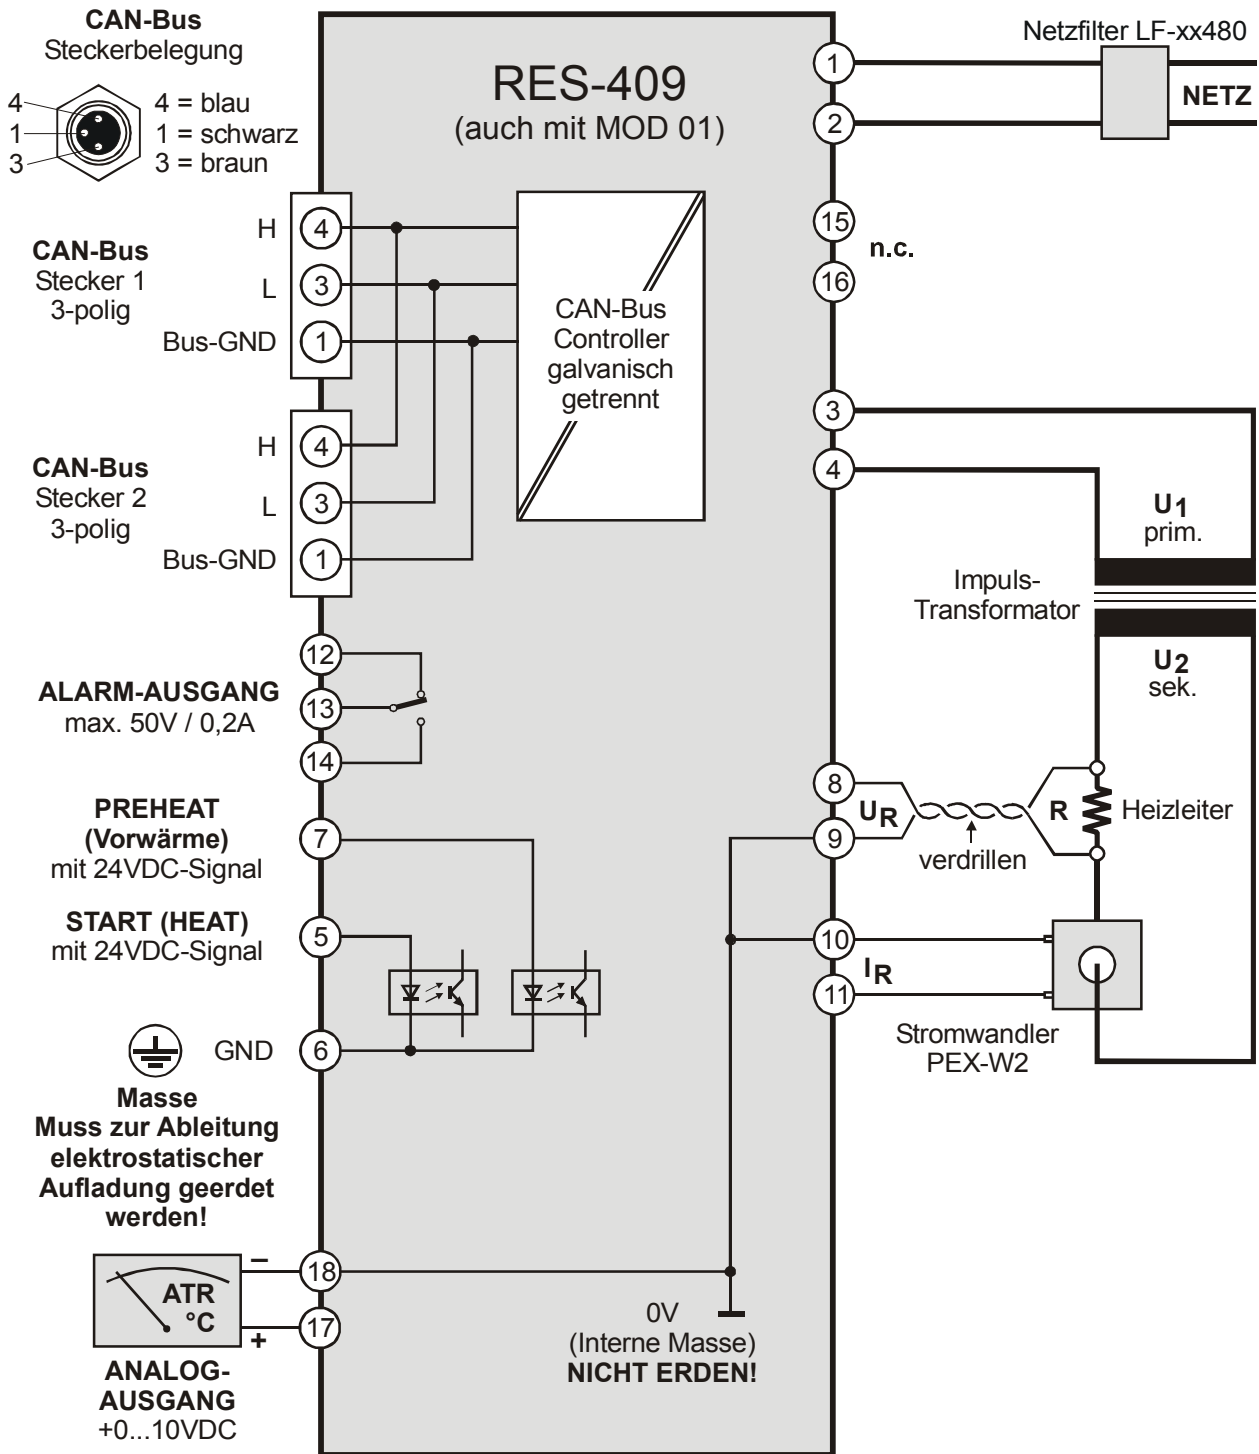 CAN-Bus
Steckerbelegung
4
1
3
4 = blau
1 = schwarz
3 = braun
RES-409
(auch mit MOD 01)
Netzfilter LF-xx480
1
2
NETZ
15
16
n.c.
CAN-Bus
Stecker 1
3-polig
H
L
Bus-GND
4
3
1
CAN-Bus
Controller
galvanisch
getrennt
CAN-Bus
Stecker 2
3-polig
H
L
Bus-GND
4
3
1
3
4
U1
prim.
Impuls-
Transformator
U2
sek.
ALARM-AUSGANG
max. 50V / 0,2A
12
13
14
PREHEAT
(Vorwärme)
mit 24VDC-Signal
7
START (HEAT)
mit 24VDC-Signal
5
GND
6
Masse
Muss zur Ableitung
elektrostatischer
Aufladung geerdet
werden!
8
9
UR
verdrillen
R
Heizleiter
10
11
IR
Stromwandler
PEX-W2
ATR
°C
–
+
18
17
ANALOG-
AUSGANG
+0...10VDC
0V
(Interne Masse)
NICHT ERDEN!